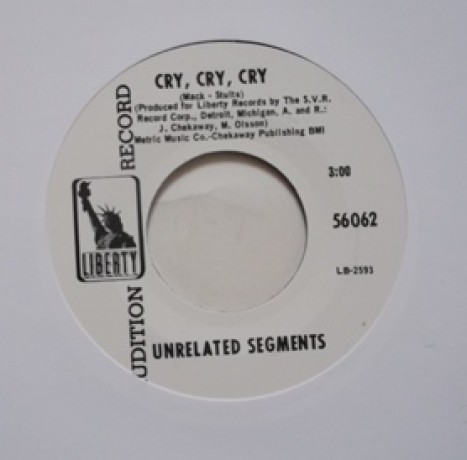 CRY, CRY, CRY
(Mack - Stults)
(Produced for Liberty Records by The S.V.R.
Record Corp., Detroit, Michigan, A. and R.:
J. Chekaway, M. Olsson)
Metric Music Co.-Chekaway Publishing BMI
3:00
56062
LB-2593
LIBERTY
UDITION RECORD
UNRELATED SEGMENTS